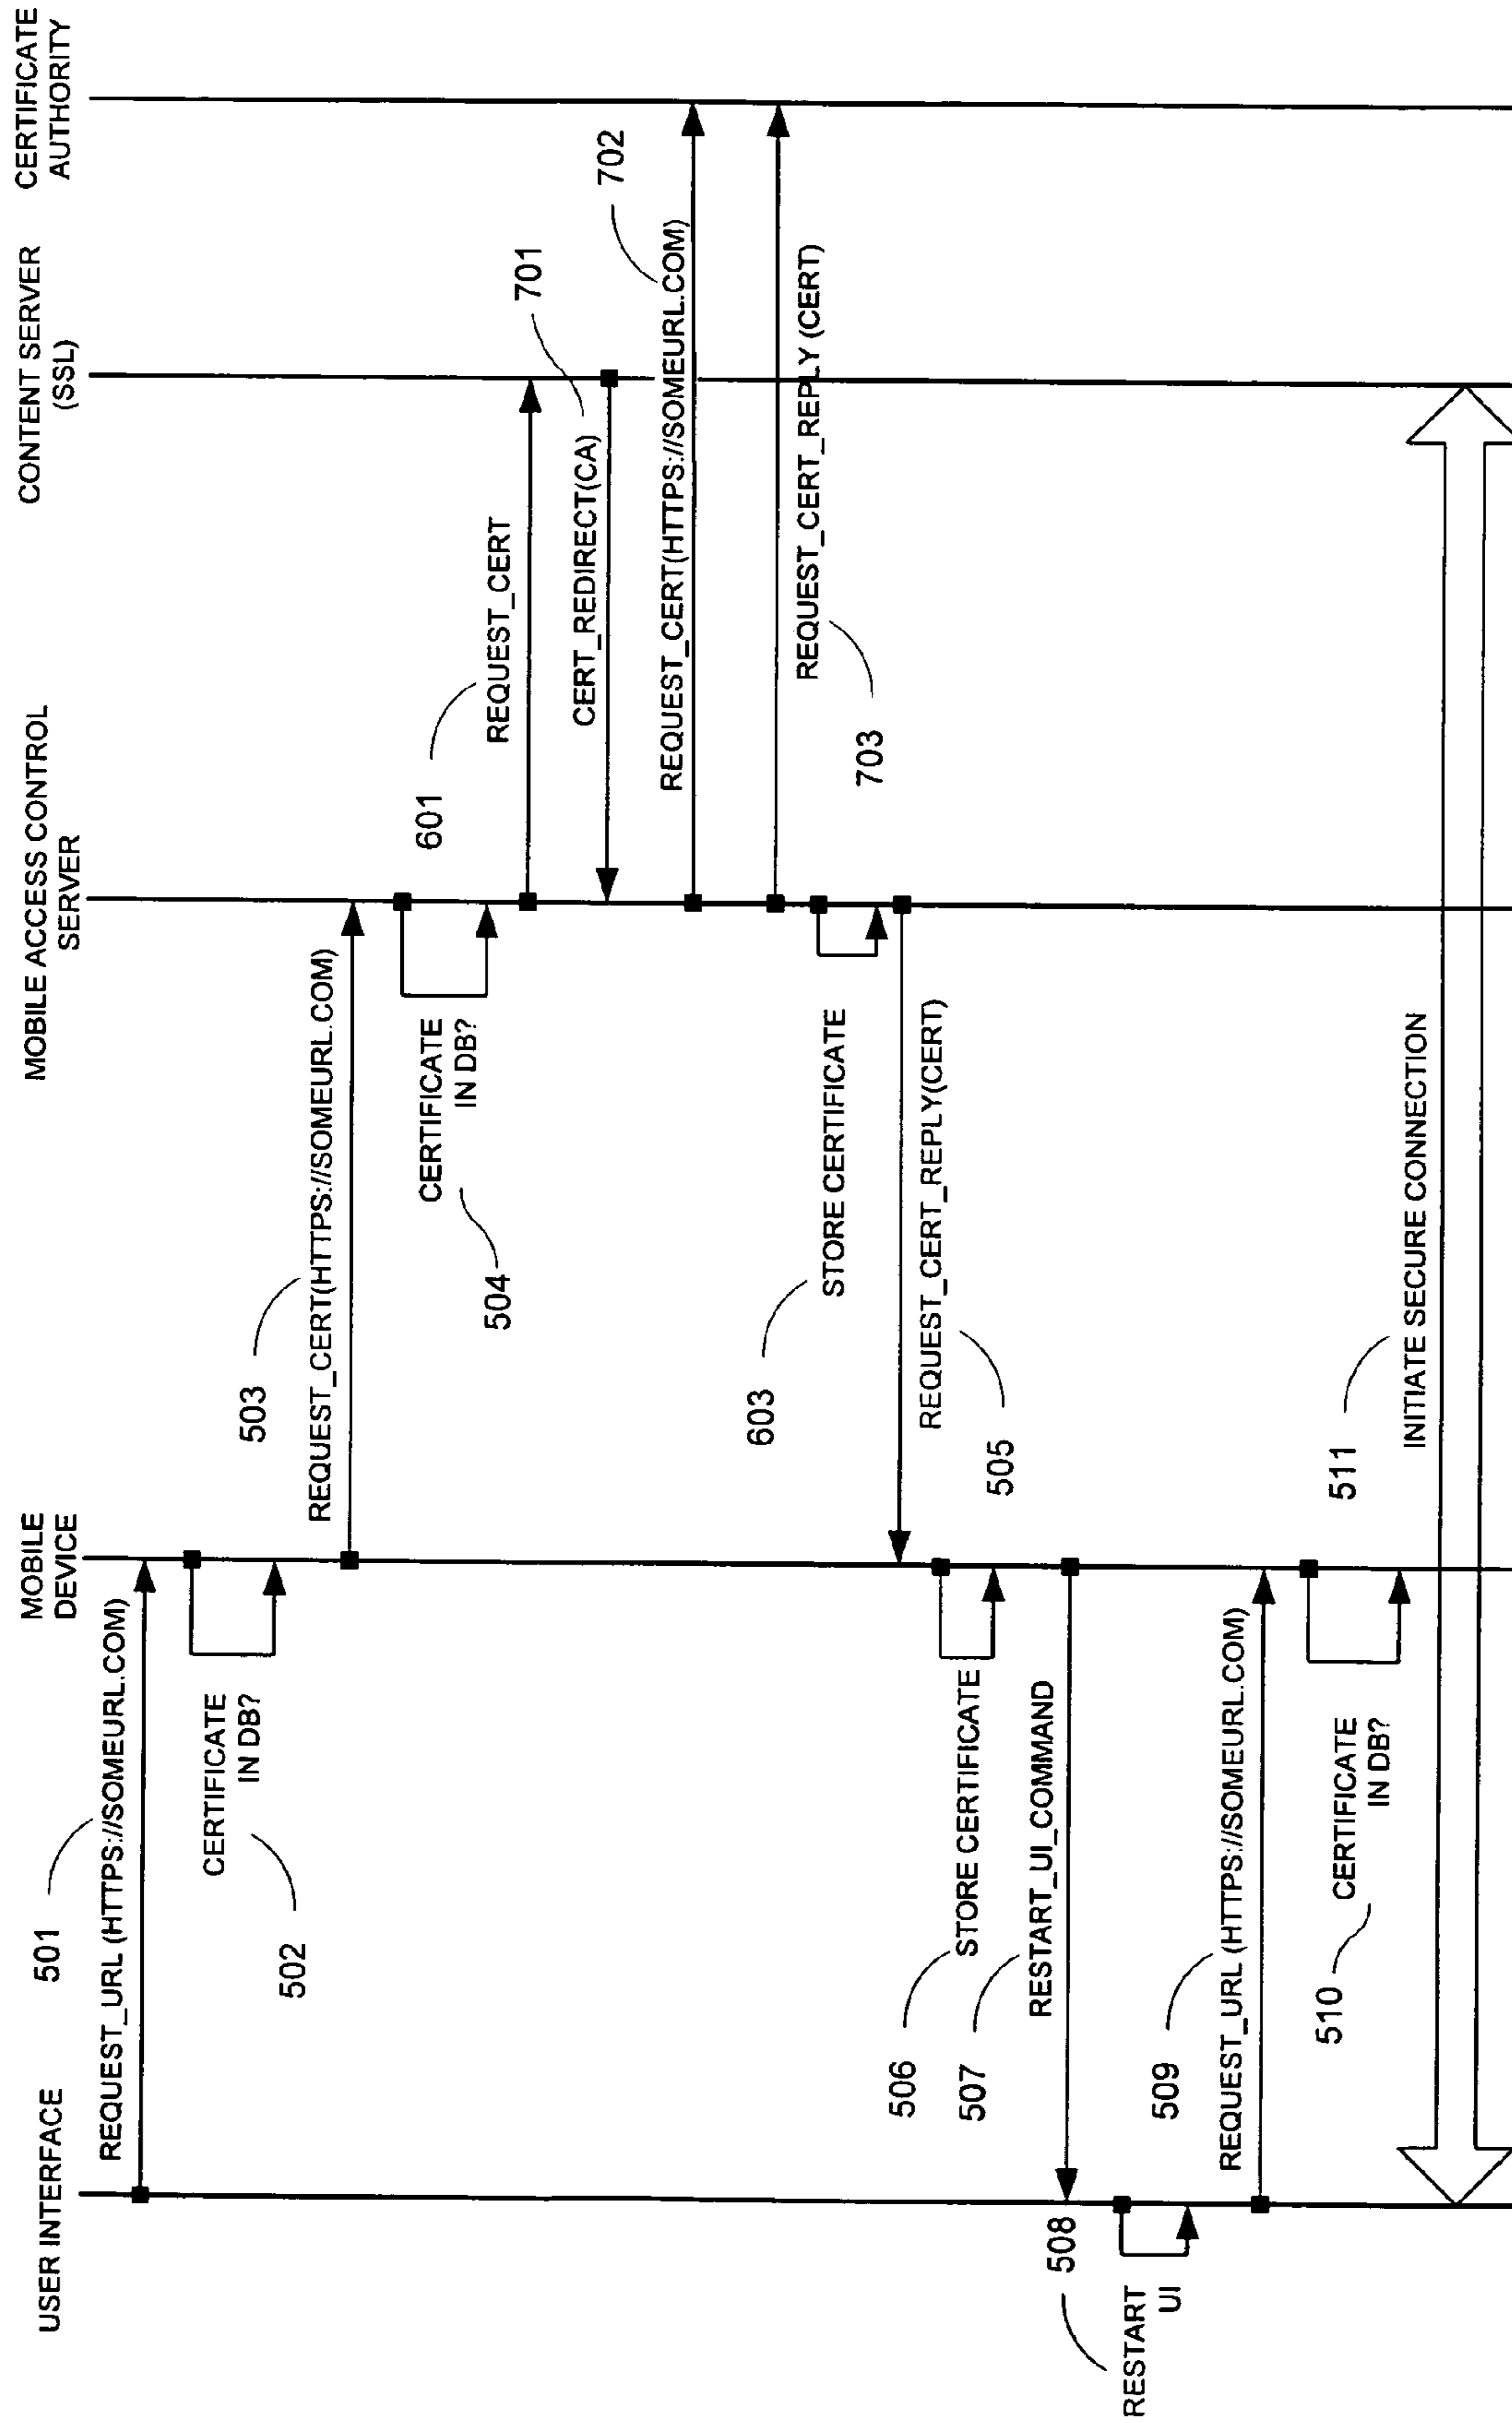 USER INTERFACE
MOBILE
DEVICE
MOBILE ACCESS CONTROL
SERVER
CONTENT SERVER
(SSL)
CERTIFICATE
AUTHORITY
501
REQUEST_URL (HTTPS://SOMEURL.COM)
CERTIFICATE
IN DB?
502
503
REQUEST_CERT(HTTPS://SOMEURL.COM)
CERTIFICATE
IN DB?
504
601
REQUEST_CERT
701
CERT_REDIRECT(CA)
702
REQUEST_CERT(HTTPS://SOMEURL.COM)
REQUEST_CERT_REPLY (CERT)
703
603
STORE CERTIFICATE
REQUEST_CERT_REPLY(CERT)
505
506
STORE CERTIFICATE
507
RESTART_UI_COMMAND
508
RESTART
UI
509
REQUEST_URL (HTTPS://SOMEURL.COM)
510
CERTIFICATE
IN DB?
511
INITIATE SECURE CONNECTION